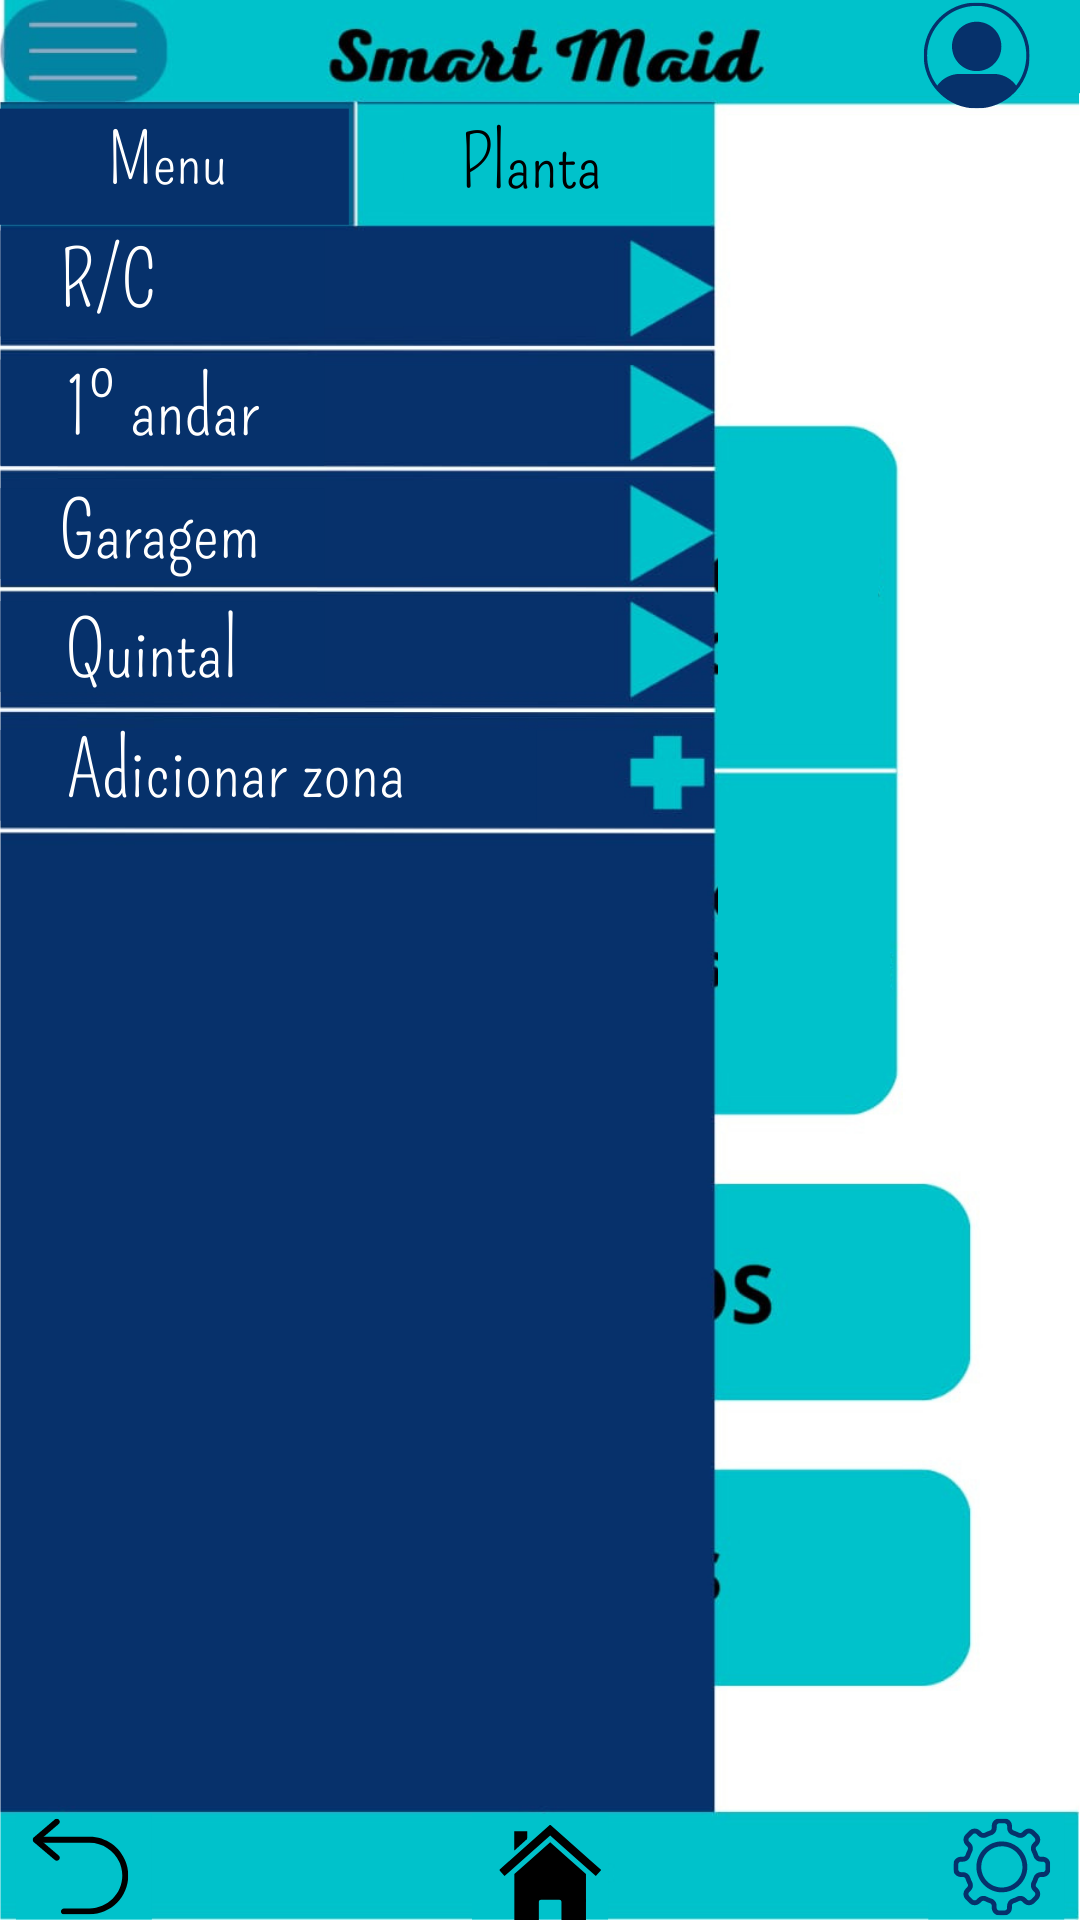 Smart Maid
Menu
Planta
R/C
1º andar
Garagem
Quintal
Adicionar zona